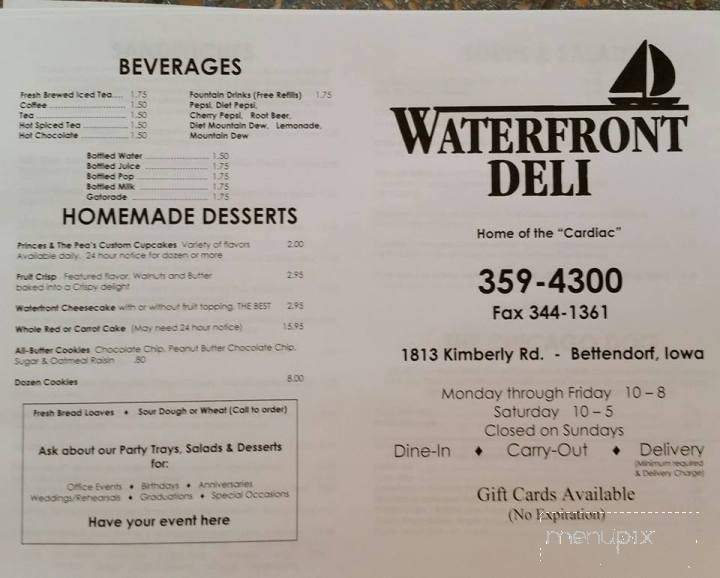 BEVERAGES
Fresh Brewed Iced Tea.... 1.75
Coffee ........................ 1.50
Tea ............................. 1.50
Hot Spiced Tea ............. 1.50
Hot Chocolate ............. 1.50
Fountain Drinks (Free Refills) 1.75
Pepsi, Diet Pepsi,
Cherry Pepsi, Root Beer,
Diet Mountain Dew, Lemonade,
Mountain Dew
Bottled Water .................... 1.50
Bottled Juice .................... 1.75
Bottled Pop ...................... 1.75
Bottled Milk ..................... 1.75
Gatorade ......................... 1.75
HOMEMADE DESSERTS
Princes & The Pea's Custom Cupcakes Variety of flavors 2.00
Available daily. 24 hour notice for dozen or more
Fruit Crisp Featured flavor, Walnuts and Butter 2.95
baked into a Crispy delight
Waterfront Cheesecake with or without fruit topping. THE BEST 2.95
Whole Red or Carrot Cake (May need 24 hour notice) 15.95
All-Butter Cookies Chocolate Chip, Peanut Butter Chocolate Chip,
Sugar & Oatmeal Raisin .80
Dozen Cookies 8.00
Fresh Bread Loaves ♦ Sour Dough or Wheat (Call to order)
Ask about our Party Trays, Salads & Desserts
for:
Office Events ♦ Birthdays ♦ Anniversaries
Weddings/Rehearsals ♦ Graduations ♦ Special Occasions
Have your event here
WATERFRONT
DELI
Home of the "Cardiac"
359-4300
Fax 344-1361
1813 Kimberly Rd. - Bettendorf, Iowa
Monday through Friday 10 – 8
Saturday 10 – 5
Closed on Sundays
Dine-In ♦ Carry-Out ♦ Delivery
(Minimum required
& Delivery Charge)
Gift Cards Available
(No Expiration)
menupix